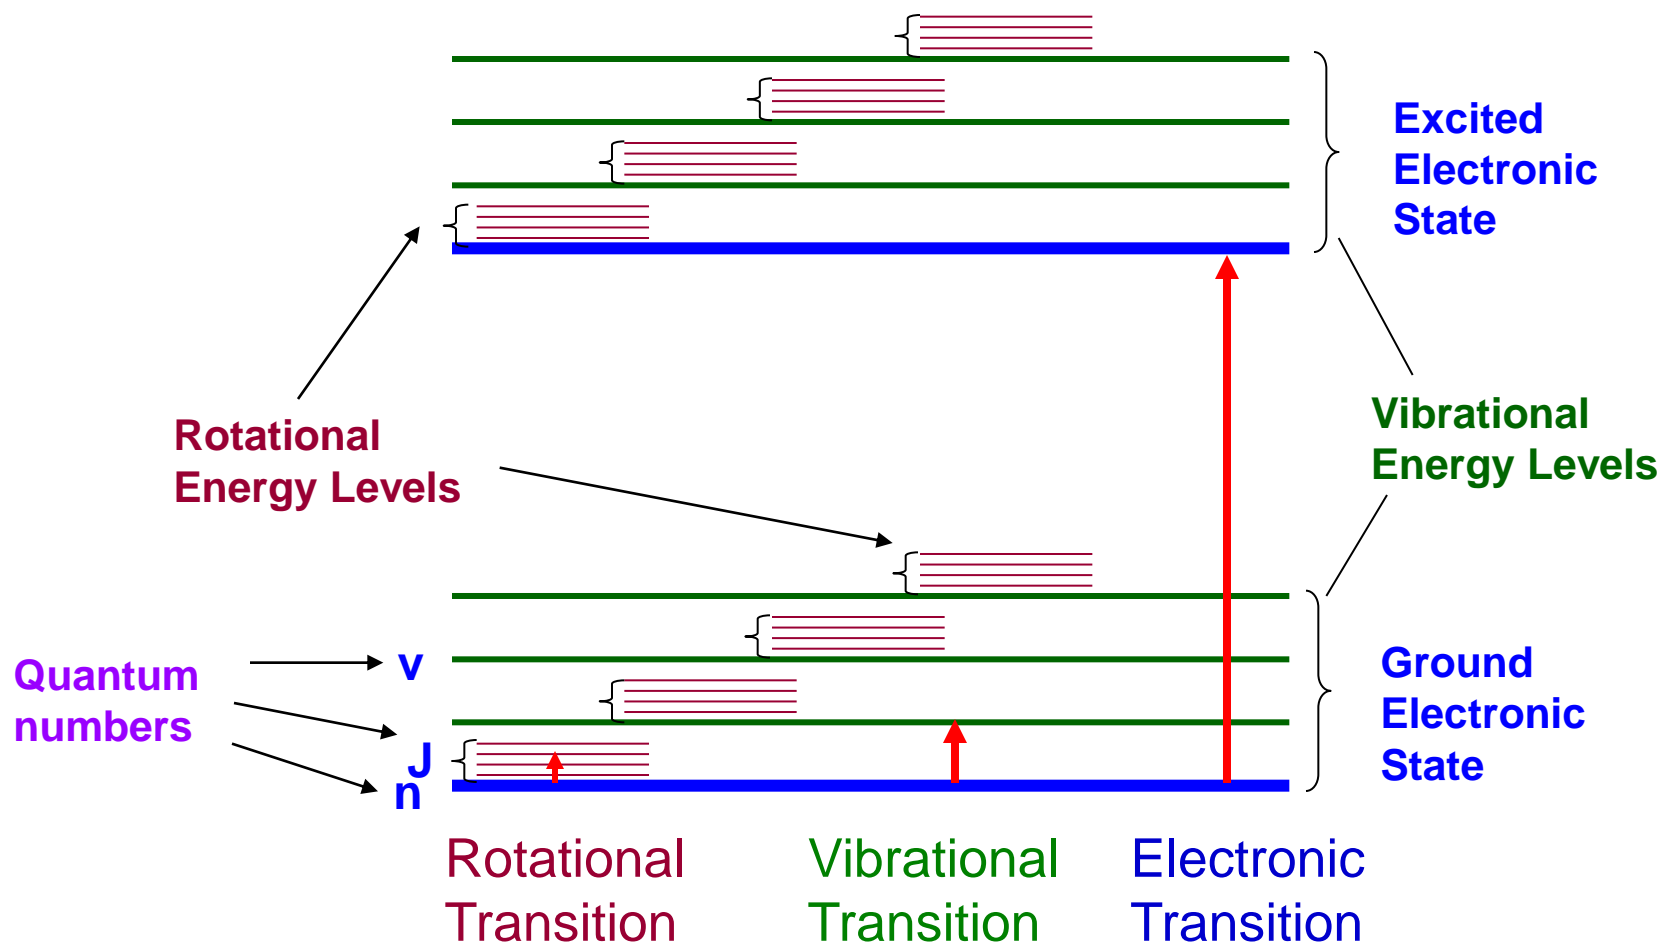 Excited
Electronic
State
Rotational
Energy Levels
Vibrational
Energy Levels
Quantum
numbers
v
J
n
Ground
Electronic
State
Rotational
Transition
Vibrational
Transition
Electronic
Transition